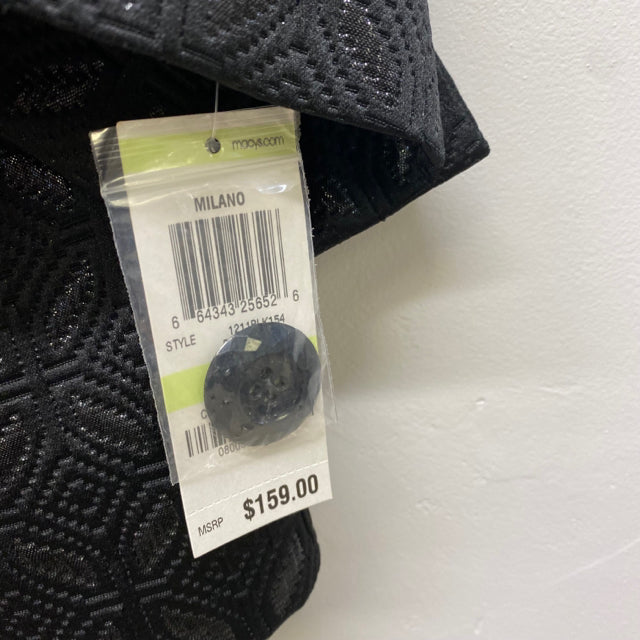 macys.com
MILANO
6 64343 25652 6
STYLE
MSRP $159.00